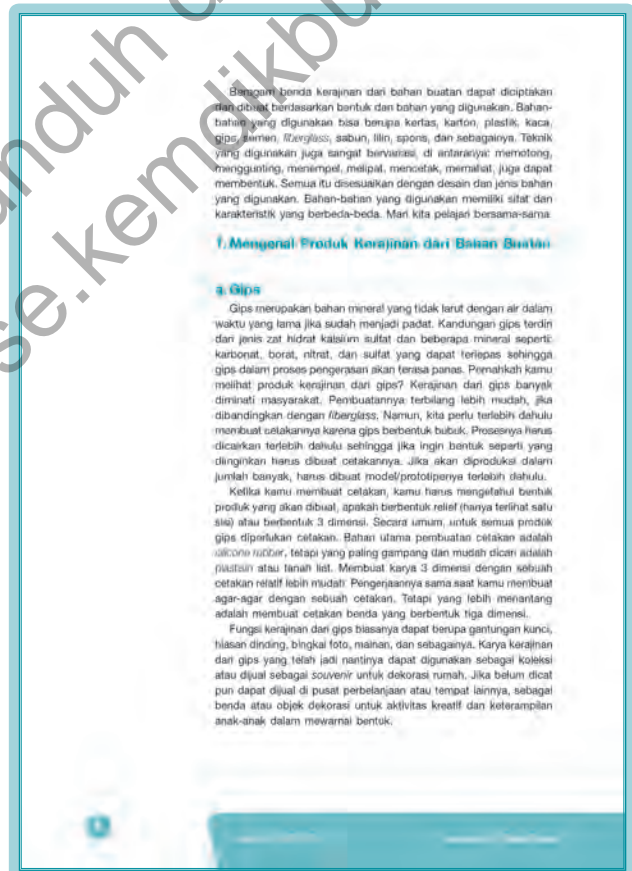 nduh d
se.kemdikbu
Beragam benda kerajinan dari bahan buatan dapat diciptakan
dan dibuat berdasarkan bentuk dan bahan yang digunakan. Bahan-
bahan yang digunakan bisa berupa kertas, karton, plastik, kaca,
gips, semen, fiberglass, sabun, lilin, spons, dan sebagainya. Teknik
yang digunakan juga sangat bervariasi, di antaranya: memotong,
menggunting, menempel, melipat, mencetak, memahat, juga dapat
membentuk. Semua itu disesuaikan dengan desain dan jenis bahan
yang digunakan. Bahan-bahan yang digunakan memiliki sifat dan
karakteristik yang berbeda-beda. Mari kita pelajari bersama-sama
1. Mengenal Produk Kerajinan dari Bahan Buatan
a. Gips
Gips merupakan bahan mineral yang tidak larut dengan air dalam
waktu yang lama jika sudah menjadi padat. Kandungan gips terdiri
dari jenis zat hidrat kalsium sulfat dan beberapa mineral seperti:
karbonat, borat, nitrat, dan sulfat yang dapat terlepas sehingga
gips dalam proses pengerasan akan terasa panas. Pernahkah kamu
melihat produk kerajinan dari gips? Kerajinan dari gips banyak
diminati masyarakat. Pembuatannya terbilang lebih mudah, jika
dibandingkan dengan fiberglass. Namun, kita perlu terlebih dahulu
membuat cetakannya karena gips berbentuk bubuk. Prosesnya harus
dicairkan terlebih dahulu sehingga jika ingin bentuk seperti yang
diinginkan harus dibuat cetakannya. Jika akan diproduksi dalam
jumlah banyak, harus dibuat model/prototipenya terlebih dahulu.
Ketika kamu membuat cetakan, kamu harus mengetahui bentuk
produk yang akan dibuat, apakah berbentuk relief (hanya terlihat satu
sisi) atau berbentuk 3 dimensi. Secara umum, untuk semua produk
gips diperlukan cetakan. Bahan utama pembuatan cetakan adalah
silicone rubber, tetapi yang paling gampang dan mudah dicari adalah
plastisin atau tanah liat. Membuat karya 3 dimensi dengan sebuah
cetakan relatif lebih mudah. Pengerjaannya sama saat kamu membuat
agar-agar dengan sebuah cetakan. Tetapi yang lebih menantang
adalah membuat cetakan benda yang berbentuk tiga dimensi.
Fungsi kerajinan dari gips biasanya dapat berupa gantungan kunci,
hiasan dinding, bingkai foto, mainan, dan sebagainya. Karya kerajinan
dari gips yang telah jadi nantinya dapat digunakan sebagai koleksi
atau dijual sebagai souvenir untuk dekorasi rumah. Jika belum dicat
pun dapat dijual di pusat perbelanjaan atau tempat lainnya, sebagai
benda atau objek dekorasi untuk aktivitas kreatif dan keterampilan
anak-anak dalam mewarnai bentuk.